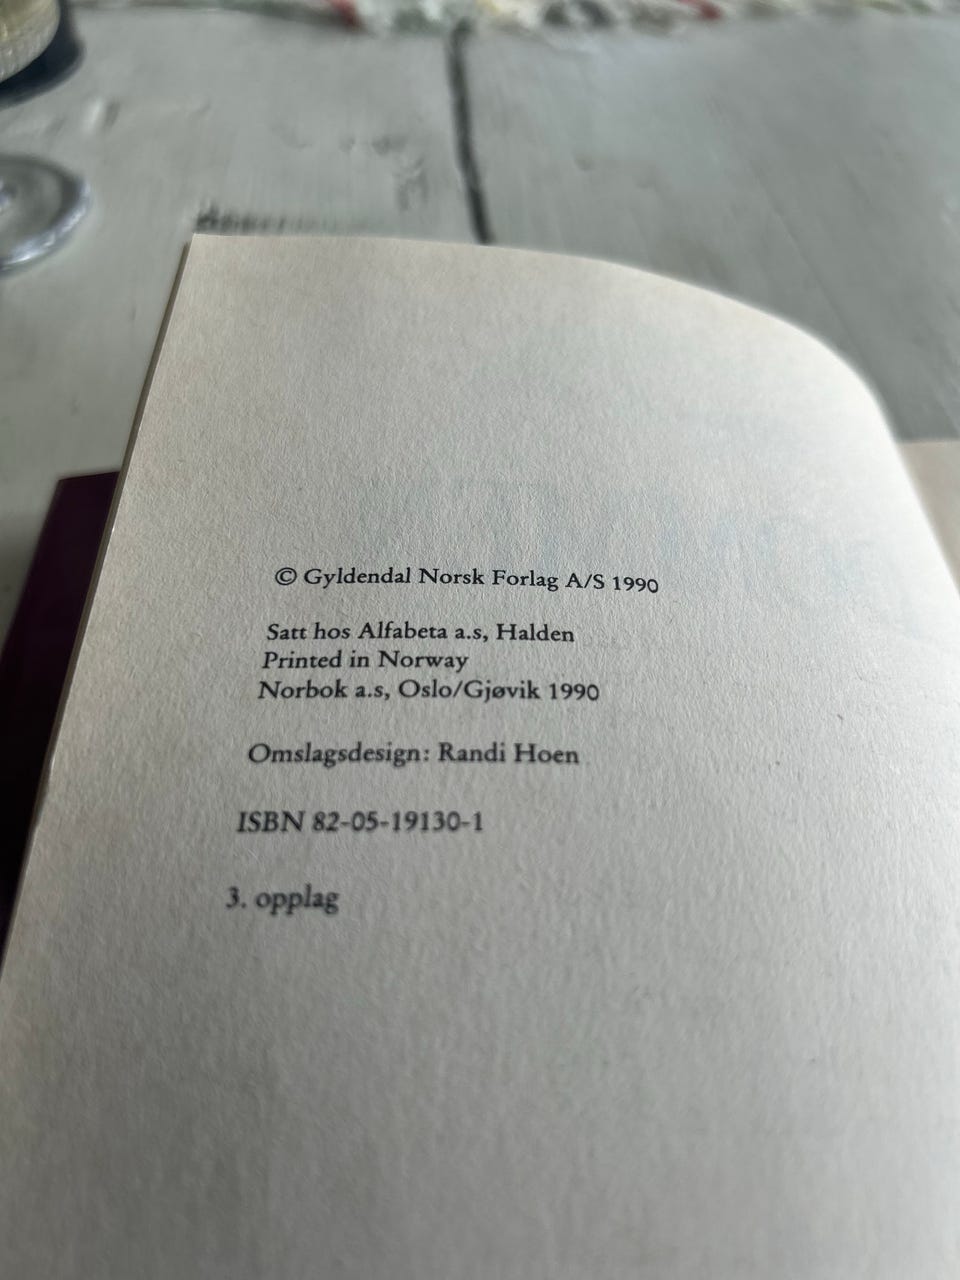 © Gyldendal Norsk Forlag A/S 1990
Satt hos Alfabeta a.s, Halden
Printed in Norway
Norbok a.s, Oslo/Gjøvik 1990
Omslagsdesign: Randi Hoen
ISBN 82-05-19130-1
3. opplag